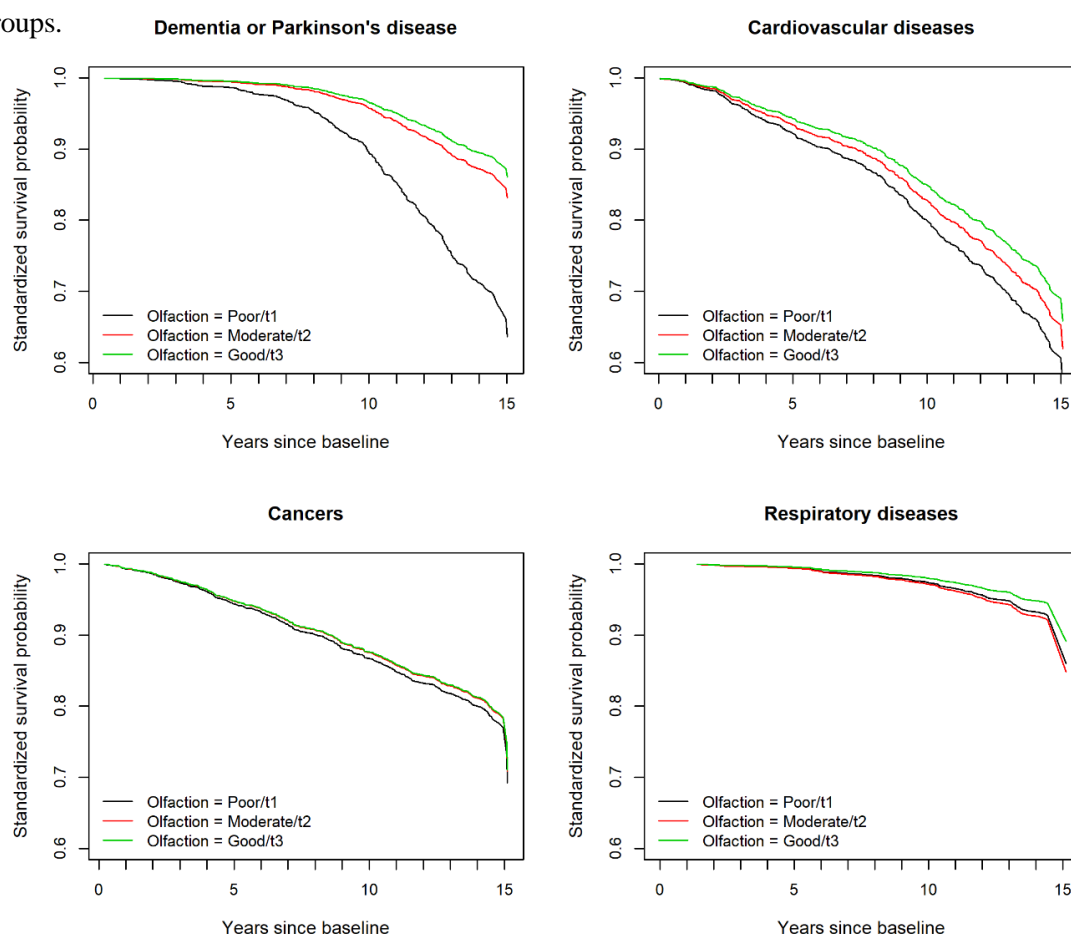 roups.
Dementia or Parkinson's disease
Standardized survival probability
1.0
0.9
0.8
0.7
0.6
Olfaction = Poor/t1
Olfaction = Moderate/t2
Olfaction = Good/t3
0 5 10 15
Years since baseline
Cardiovascular diseases
Standardized survival probability
1.0
0.9
0.8
0.7
0.6
Olfaction = Poor/t1
Olfaction = Moderate/t2
Olfaction = Good/t3
0 5 10 15
Years since baseline
Cancers
Standardized survival probability
1.0
0.9
0.8
0.7
0.6
Olfaction = Poor/t1
Olfaction = Moderate/t2
Olfaction = Good/t3
0 5 10 15
Years since baseline
Respiratory diseases
Standardized survival probability
1.0
0.9
0.8
0.7
0.6
Olfaction = Poor/t1
Olfaction = Moderate/t2
Olfaction = Good/t3
0 5 10 15
Years since baseline